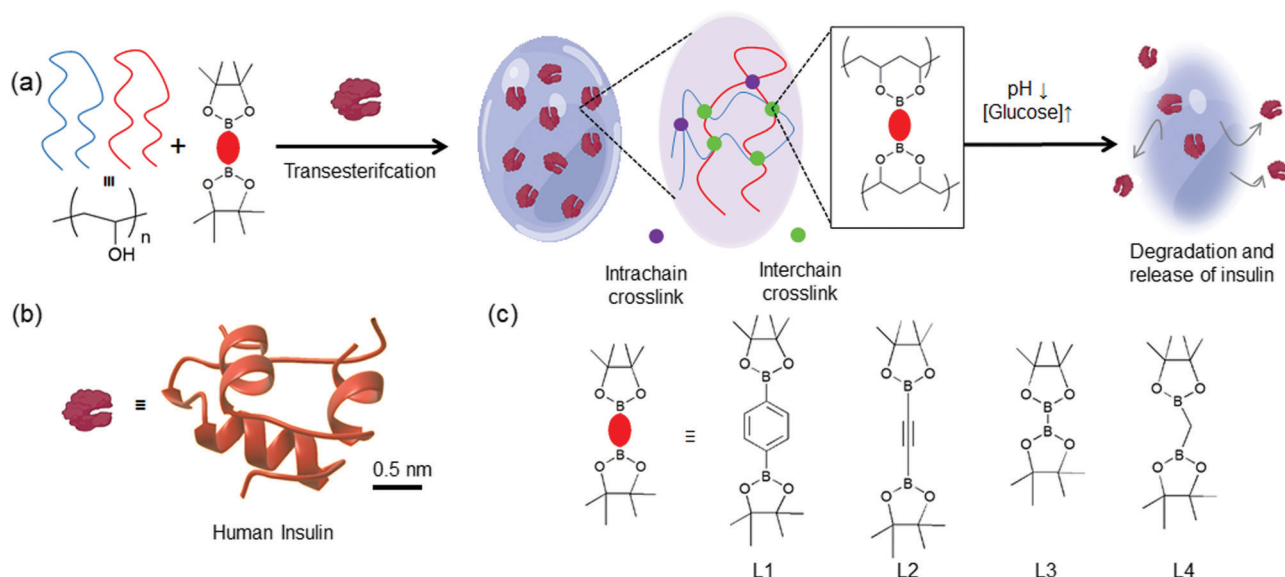 (a)
+
O O
B
B
O O
Transesterifcation
≡
( )n
OH
O O
B
B
O O
pH ↓
[Glucose]↑
Intrachain
crosslink
Interchain
crosslink
Degradation and
release of insulin
(b)
≡
0.5 nm
Human Insulin
(c)
O O
B
B
O O
≡
O O
B
B
O O
L1
O O
B
B
O O
L2
O O
B
B
O O
L3
O O
B
B
O O
L4